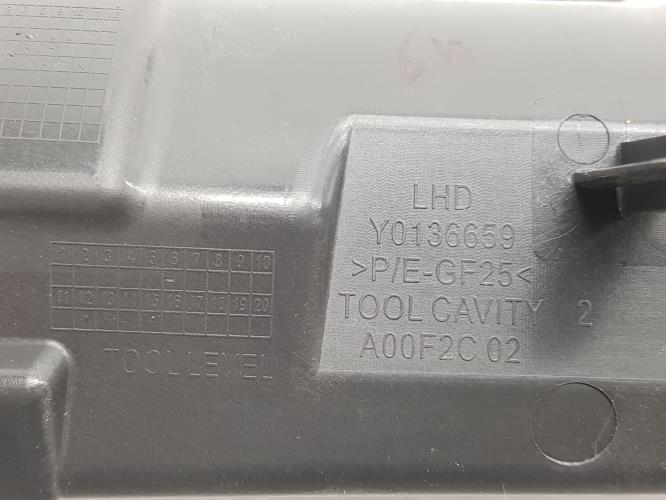 LHD
Y0136659
>P/E-GF25<
TOOL CAVITY 2
A00F2C 02
1 2 3 4 5 6 7 8 9 10
11 12 13 14 15 16 17 18 19 20
TOOL LEVEL